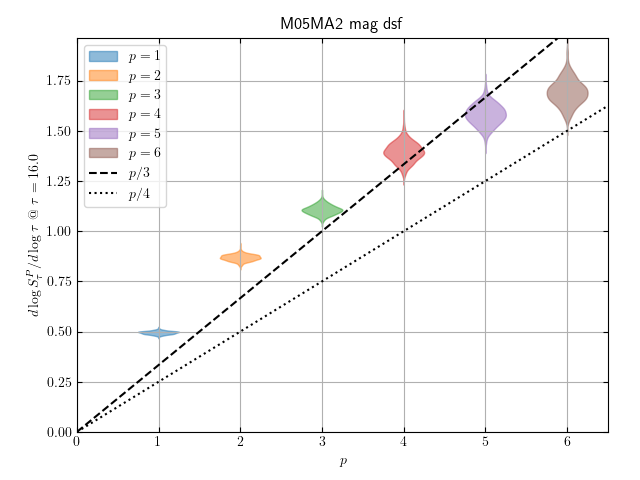 M05MA2 mag dsf
p = 1
p = 2
p = 3
p = 4
p = 5
p = 6
p/3
p/4
d log S_τ^P / d log τ @ τ = 16.0
1.75
1.50
1.25
1.00
0.75
0.50
0.25
0.00
0 1 2 3 4 5 6
p